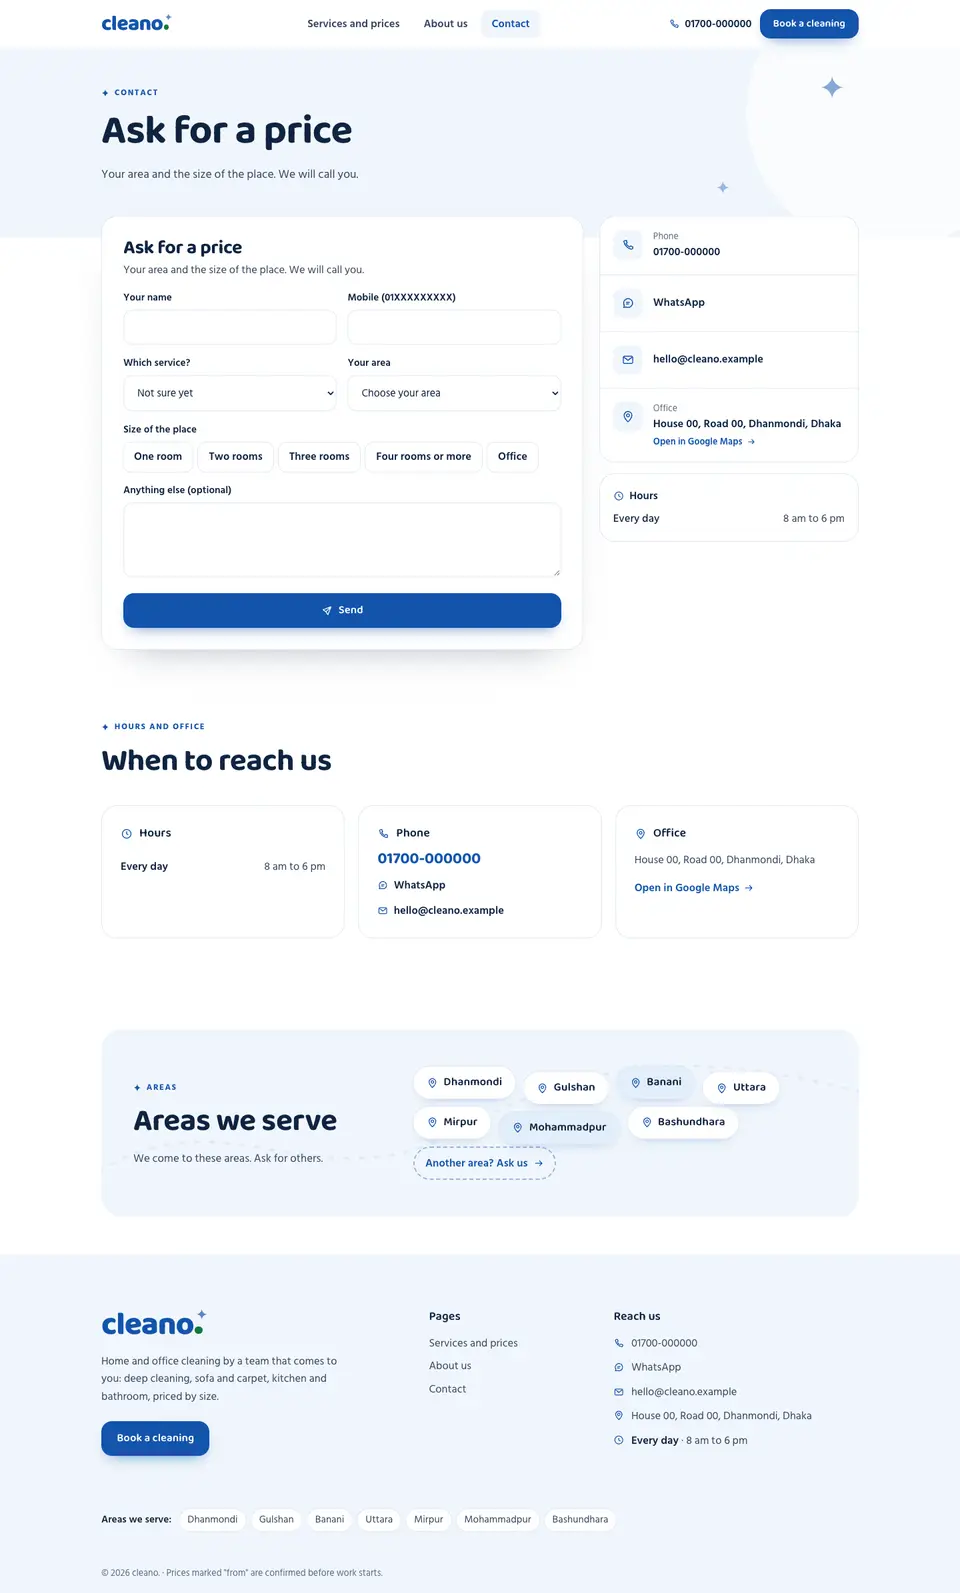 cleano.
Services and prices
About us
Contact
01700-000000
Book a cleaning
CONTACT
Ask for a price
Your area and the size of the place. We will call you.
Ask for a price
Your area and the size of the place. We will call you.
Your name
Mobile (01XXXXXXXXX)
Which service?
Your area
Not sure yet
Choose your area
Size of the place
One room
Two rooms
Three rooms
Four rooms or more
Office
Anything else (optional)
Send
Phone
01700-000000
WhatsApp
hello@cleano.example
Office
House 00, Road 00, Dhanmondi, Dhaka
Open in Google Maps
Hours
Every day
8 am to 6 pm
HOURS AND OFFICE
When to reach us
Hours
Every day
8 am to 6 pm
Phone
01700-000000
WhatsApp
hello@cleano.example
Office
House 00, Road 00, Dhanmondi, Dhaka
Open in Google Maps
AREAS
Areas we serve
We come to these areas. Ask for others.
Dhanmondi
Gulshan
Banani
Uttara
Mirpur
Mohammadpur
Bashundhara
Another area? Ask us
cleano.
Home and office cleaning by a team that comes to
you: deep cleaning, sofa and carpet, kitchen and
bathroom, priced by size.
Book a cleaning
Pages
Services and prices
About us
Contact
Reach us
01700-000000
WhatsApp
hello@cleano.example
House 00, Road 00, Dhanmondi, Dhaka
Every day · 8 am to 6 pm
Areas we serve:
Dhanmondi
Gulshan
Banani
Uttara
Mirpur
Mohammadpur
Bashundhara
© 2026 cleano. · Prices marked "from" are confirmed before work starts.